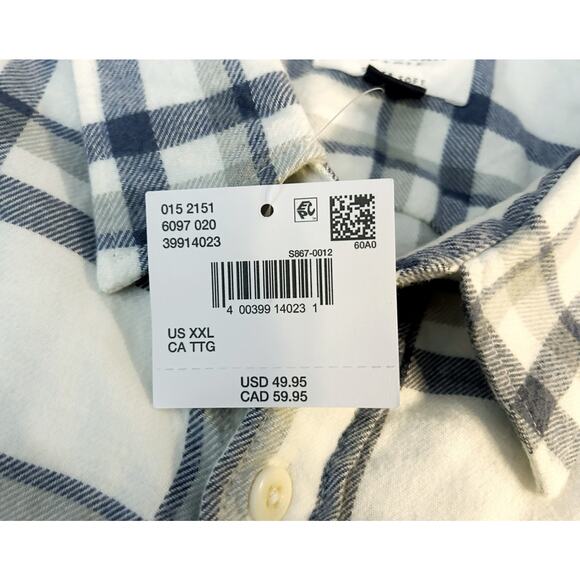 015 2151
6097 020
39914023
60A0
S867-0012
4 00399 14023 1
US XXL
CA TTG
USD 49.95
CAD 59.95